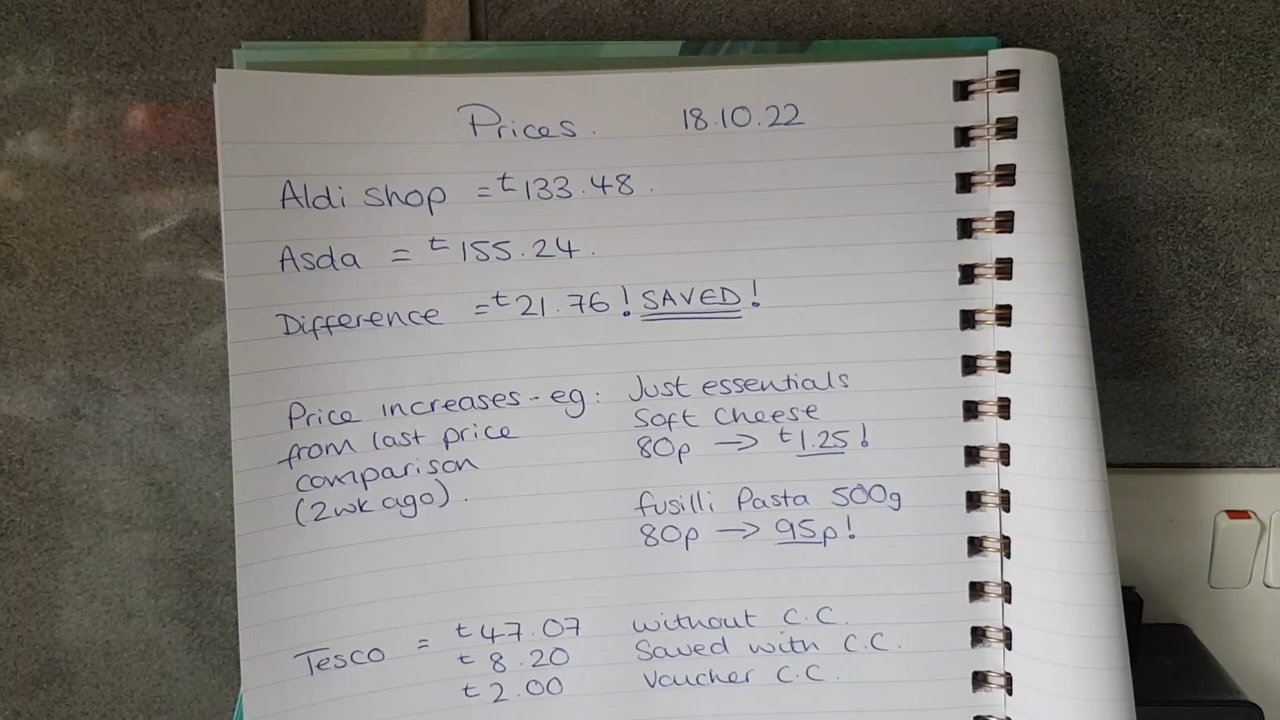 Prices. 18.10.22
Aldi shop = £133.48.
Asda = £155.24.
Difference = £21.76! SAVED!
Price increases - eg: Just essentials
from last price Soft Cheese
comparison 80p → £1.25!
(2wk ago).
fusilli Pasta 500g
80p → 95p!
Tesco = £47.07 without C.C.
£8.20 Saved with C.C.
£2.00 Voucher C.C.